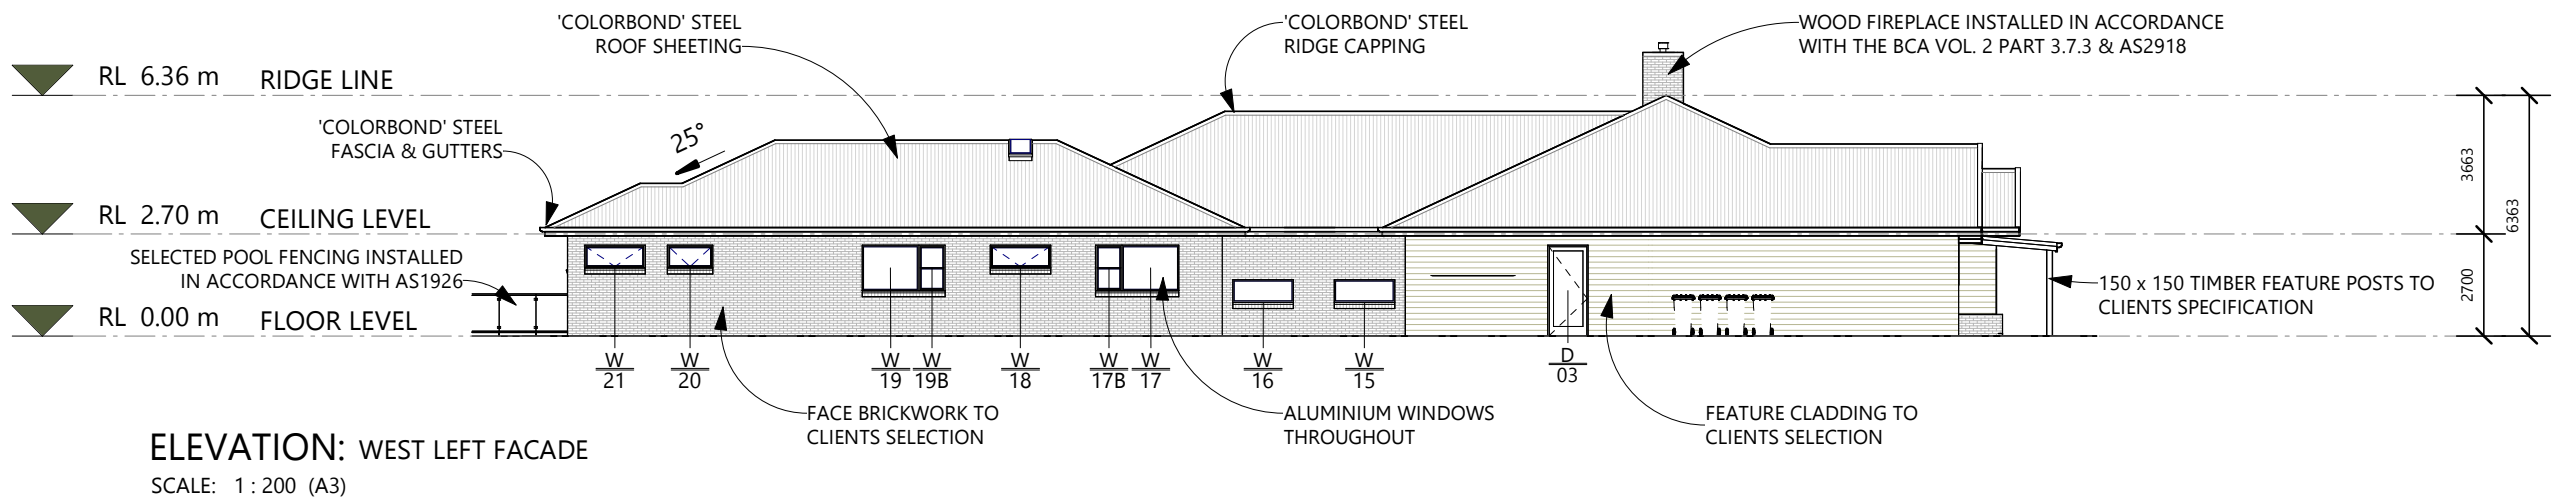 'COLORBOND' STEEL
ROOF SHEETING
'COLORBOND' STEEL
RIDGE CAPPING
WOOD FIREPLACE INSTALLED IN ACCORDANCE
WITH THE BCA VOL. 2 PART 3.7.3 & AS2918
RL 6.36 m RIDGE LINE
'COLORBOND' STEEL
FASCIA & GUTTERS
25°
3663
6363
RL 2.70 m CEILING LEVEL
SELECTED POOL FENCING INSTALLED
IN ACCORDANCE WITH AS1926
2700
150 x 150 TIMBER FEATURE POSTS TO
CLIENTS SPECIFICATION
RL 0.00 m FLOOR LEVEL
W
21
W
20
W
19
W
19B
W
18
W
17B
W
17
W
16
W
15
D
03
FACE BRICKWORK TO
CLIENTS SELECTION
ALUMINIUM WINDOWS
THROUGHOUT
FEATURE CLADDING TO
CLIENTS SELECTION
ELEVATION: WEST LEFT FACADE
SCALE: 1 : 200 (A3)